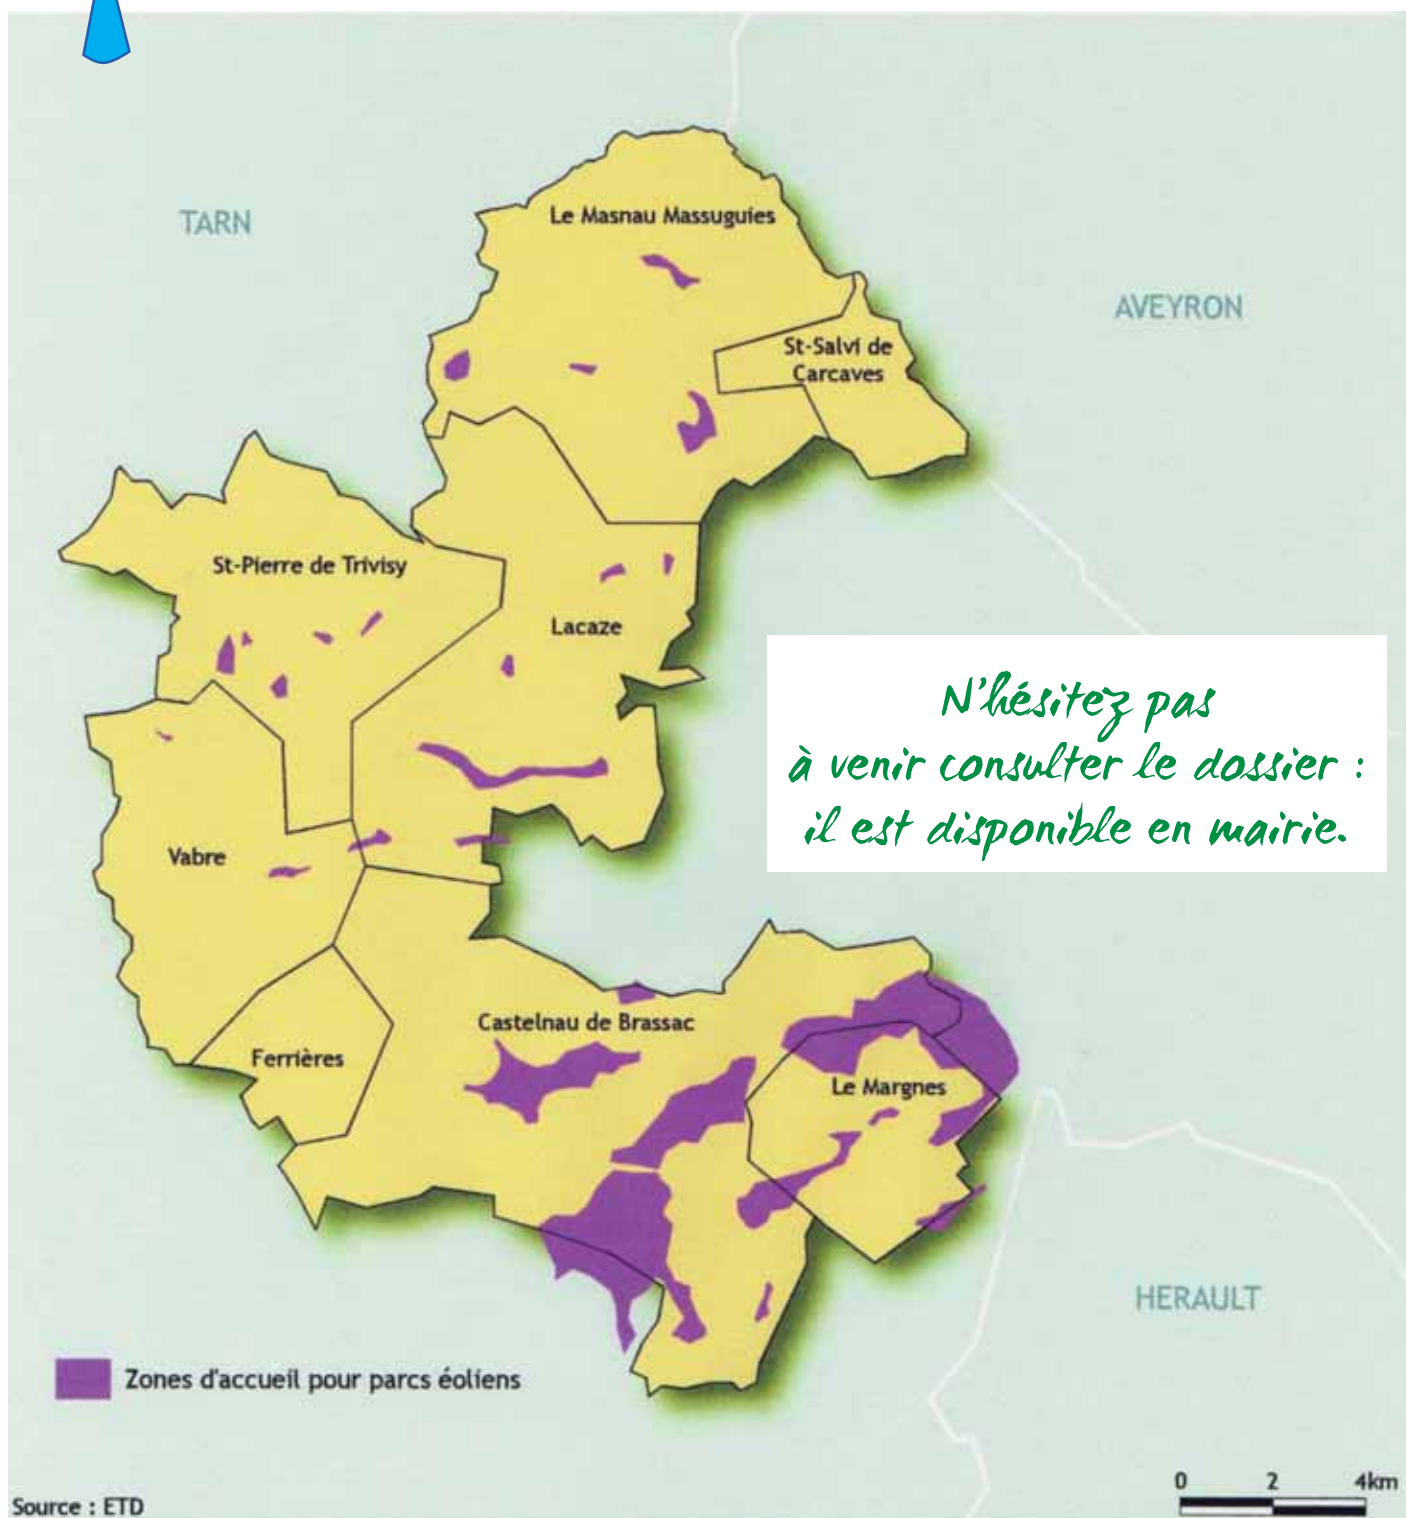 TARN
Le Masnau Massuguies
AVEYRON
St-Salvi de
Carcaves
St-Pierre de Trivisy
Lacaze
N'hésitez pas
à venir consulter le dossier :
il est disponible en mairie.
Vabre
Castelnau de Brassac
Ferrières
Le Margnes
HERAULT
Zones d'accueil pour parcs éoliens
0 2 4km
Source : ETD